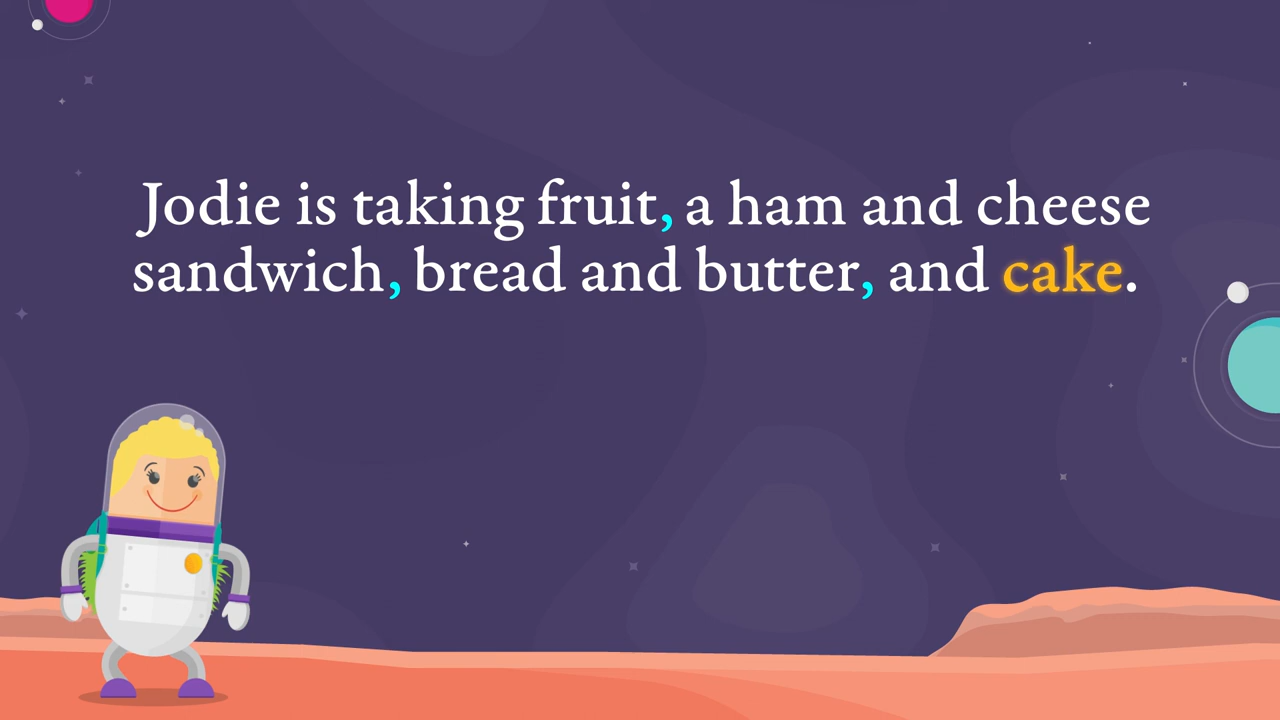 Jodie is taking fruit, a ham and cheese
sandwich, bread and butter, and cake.